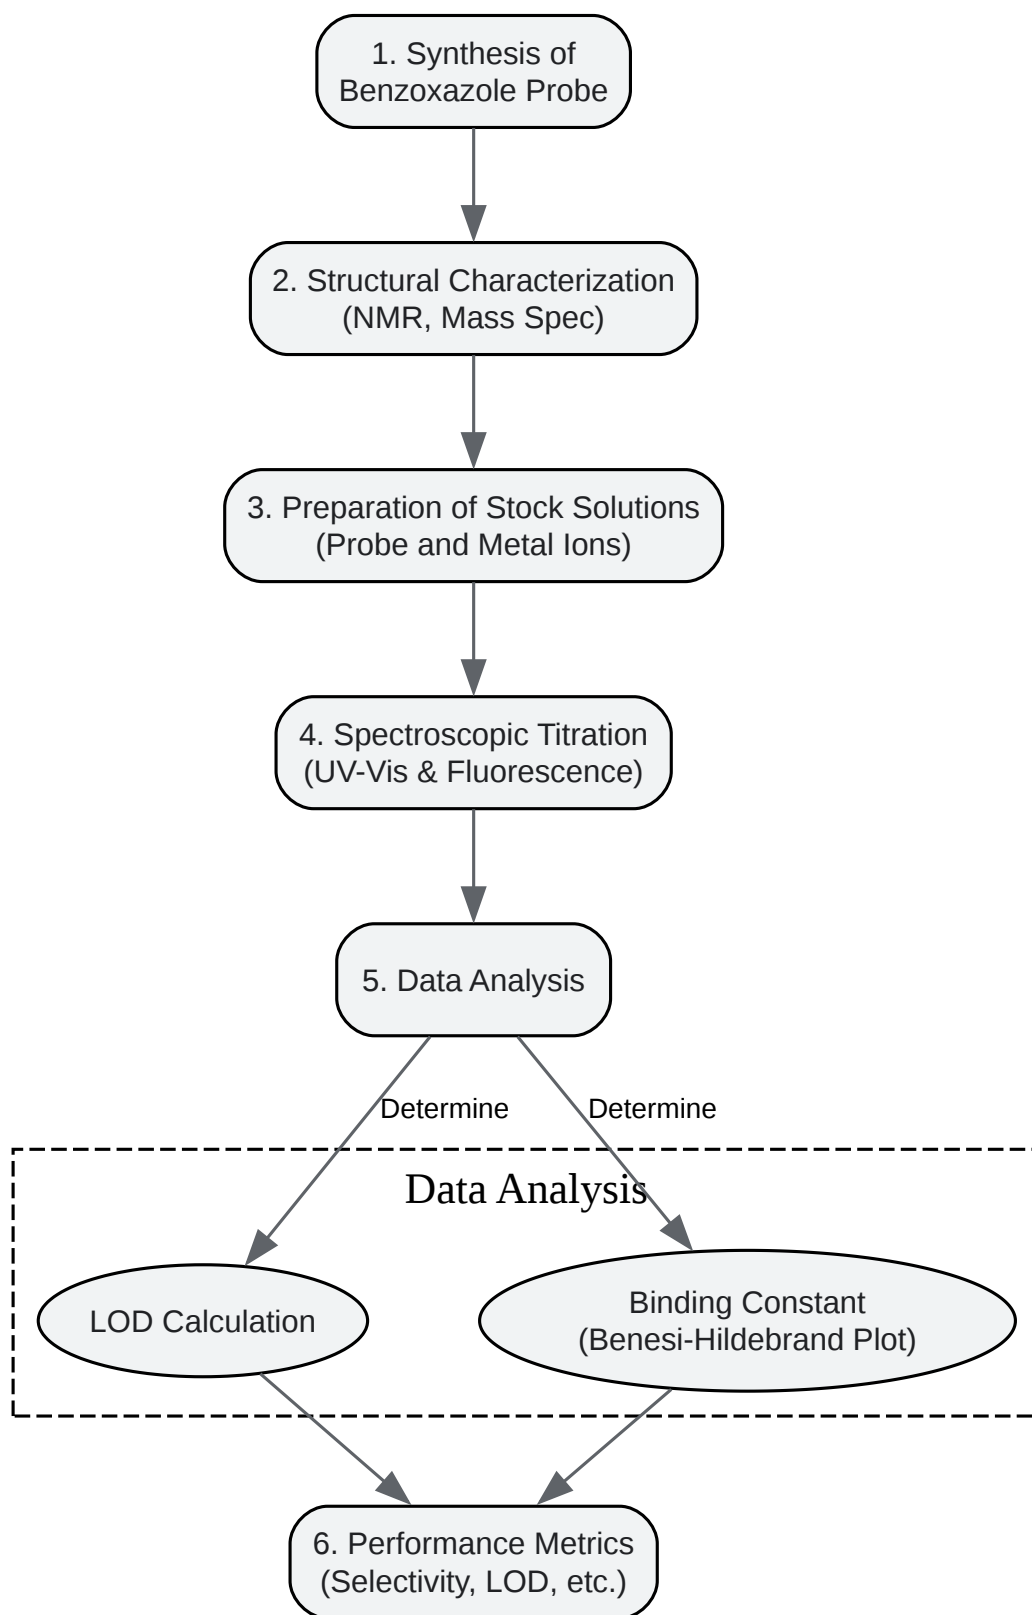 1. Synthesis of
Benzoxazole Probe
2. Structural Characterization
(NMR, Mass Spec)
3. Preparation of Stock Solutions
(Probe and Metal Ions)
4. Spectroscopic Titration
(UV-Vis & Fluorescence)
5. Data Analysis
Determine
Determine
Data Analysis
LOD Calculation
Binding Constant
(Benesi-Hildebrand Plot)
6. Performance Metrics
(Selectivity, LOD, etc.)